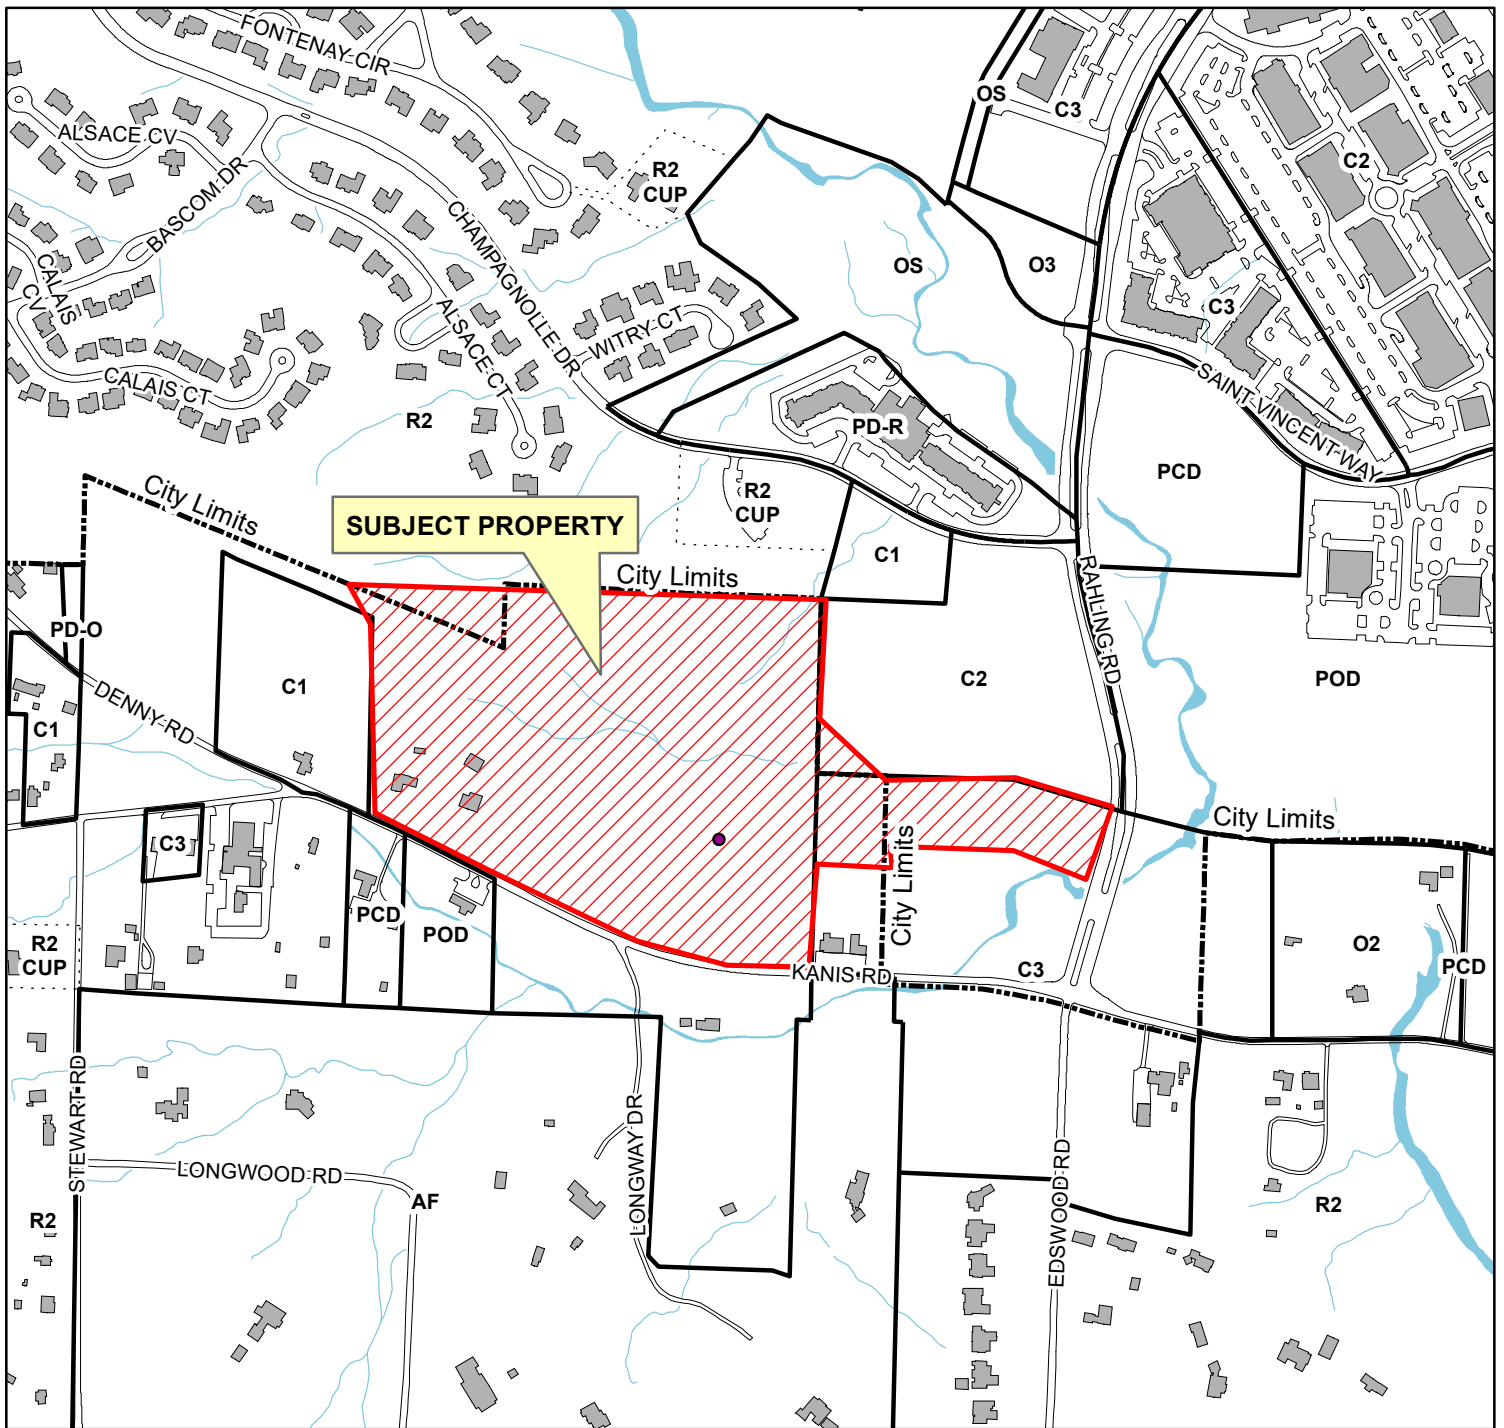 FONTENAY CIR
OS
C3
ALSACE CV
C2
R2
CUP
BASCOM DR
CHAMPAGNOLLE DR
CALAIS
CV
OS
O3
C3
ALSACE CT
WITRY CT
CALAIS CT
SAINT VINCENT WAY
R2
PD-R
PCD
City Limits
R2
CUP
SUBJECT PROPERTY
C1
City Limits
RAHLING RD
PD-O
C1
C2
POD
DENNY RD
C1
City Limits
C3
City Limits
PCD
POD
R2
CUP
O2
PCD
KANIS RD
C3
STEWART RD
LONGWAY DR
EDSWOOD RD
LONGWOOD RD
AF
R2
R2